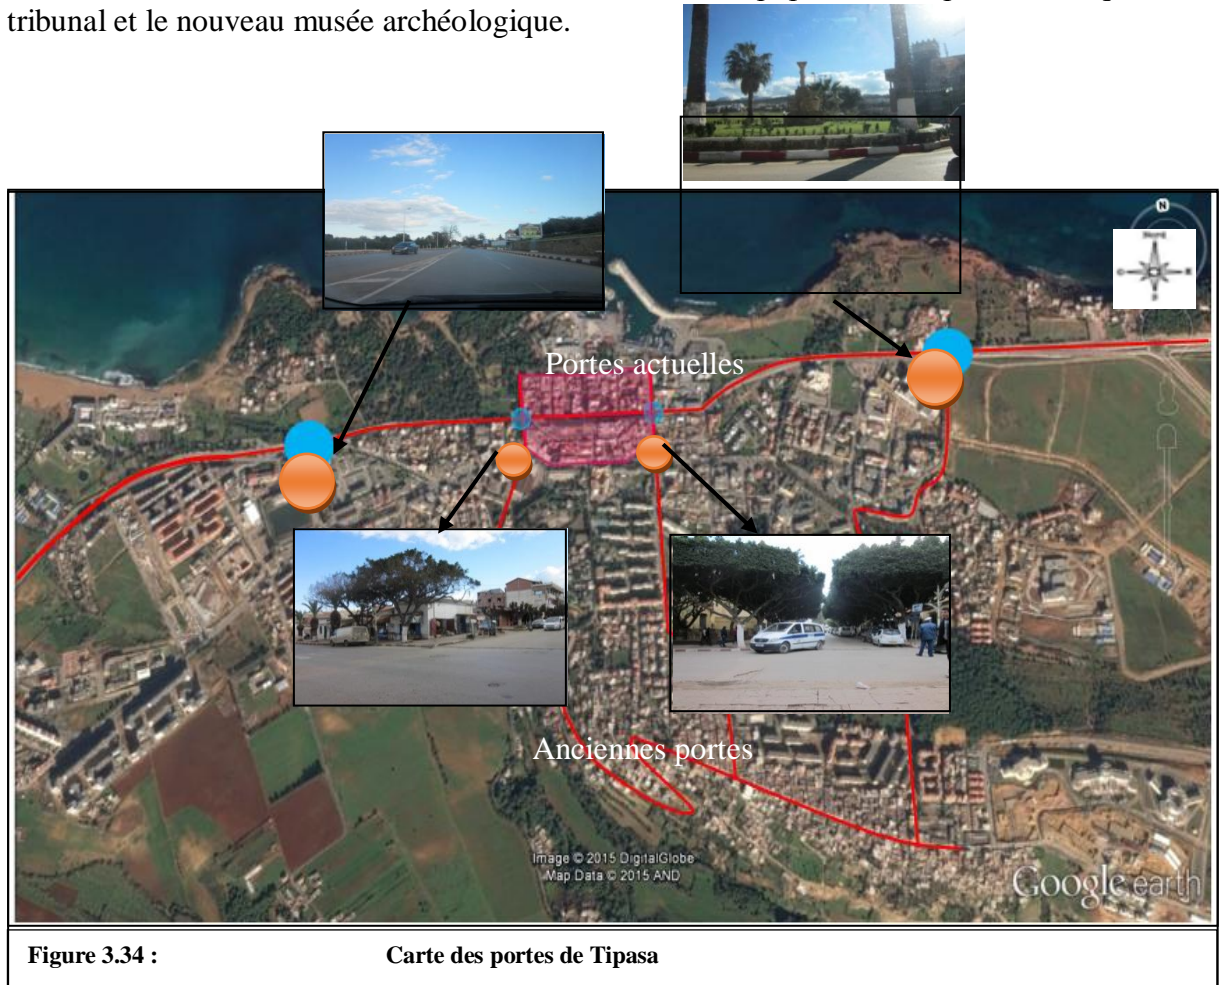 tribunal et le nouveau musée archéologique.
N
Nord
Portes actuelles
Anciennes portes
Image © 2015 DigitalGlobe
Map Data © 2015 AND
Google earth
Figure 3.34 : Carte des portes de Tipasa